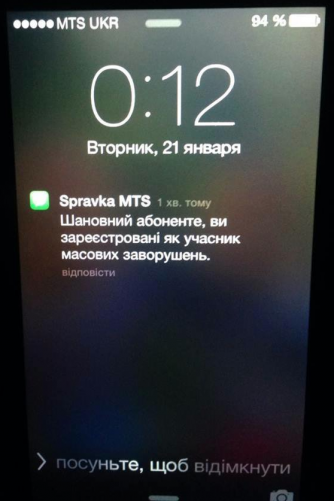 MTS UKR 94 %
0:12
Вторник, 21 января
Spravka MTS 1 хв. тому
Шановний абоненте, ви
зареєстровані як учасник
масових заворушень.
відповісти
посуньте, щоб відімкнути